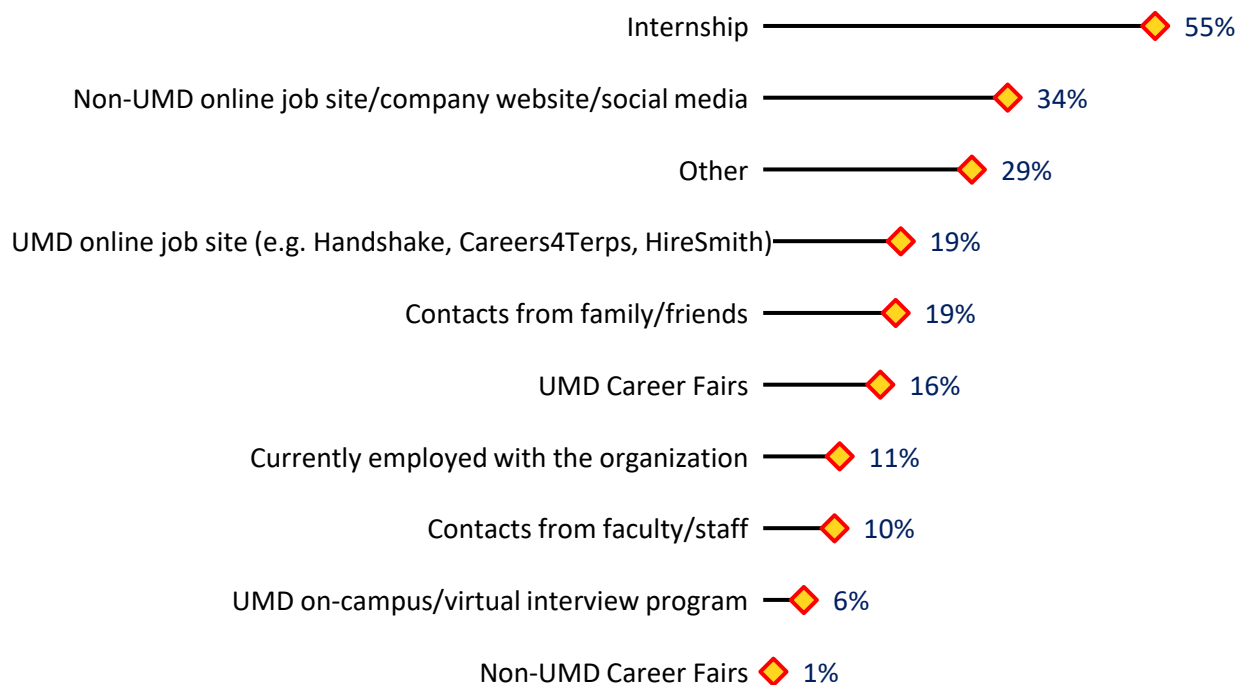 Internship 55%
Non-UMD online job site/company website/social media 34%
Other 29%
UMD online job site (e.g. Handshake, Careers4Terps, HireSmith) 19%
Contacts from family/friends 19%
UMD Career Fairs 16%
Currently employed with the organization 11%
Contacts from faculty/staff 10%
UMD on-campus/virtual interview program 6%
Non-UMD Career Fairs 1%